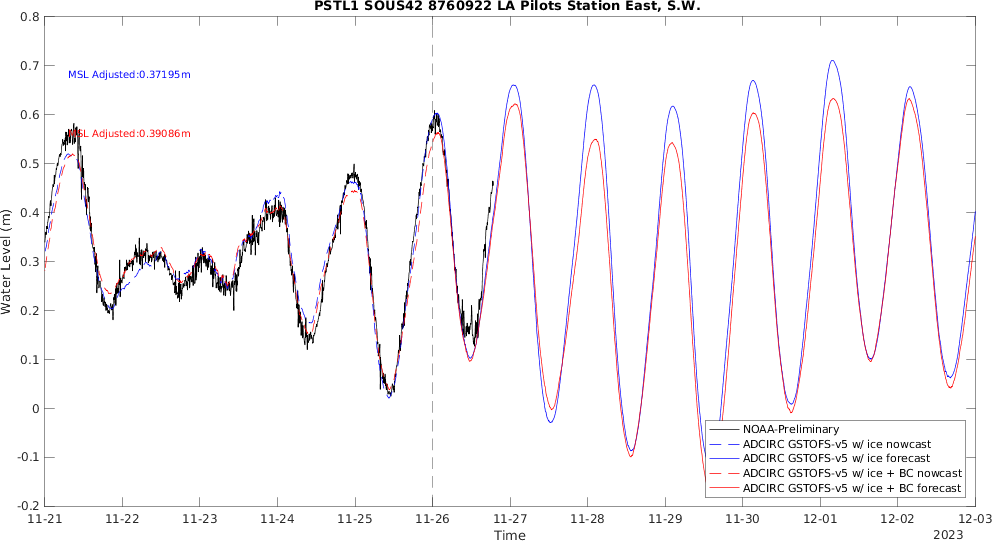 PSTL1 SOUS42 8760922 LA Pilots Station East, S.W.
0.8
0.7
0.6
0.5
0.4
0.3
0.2
0.1
0
-0.1
-0.2
Water Level (m)
MSL Adjusted:0.37195m
MSL Adjusted:0.39086m
NOAA-Preliminary
ADCIRC GSTOFS-v5 w/ ice nowcast
ADCIRC GSTOFS-v5 w/ ice forecast
ADCIRC GSTOFS-v5 w/ ice + BC nowcast
ADCIRC GSTOFS-v5 w/ ice + BC forecast
11-21 11-22 11-23 11-24 11-25 11-26 11-27 11-28 11-29 11-30 12-01 12-02 12-03
Time
2023